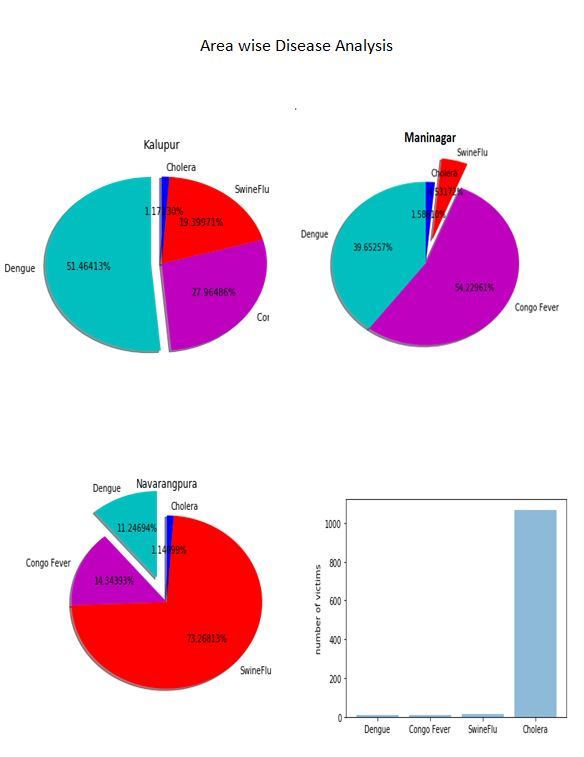 Area wise Disease Analysis
Kalupur
Cholera
SwineFlu
19.39971%
Dengue
51.46413%
27.96486%
Cor
Maninagar
SwineFlu
Cholera
Dengue
39.65257%
54.22961%
Congo Fever
Navarangpura
Dengue
Cholera
11.24694%
Congo Fever
14.34393%
73.26813%
SwineFlu
number of victims
1000
800
600
400
200
0
Dengue Congo Fever SwineFlu Cholera